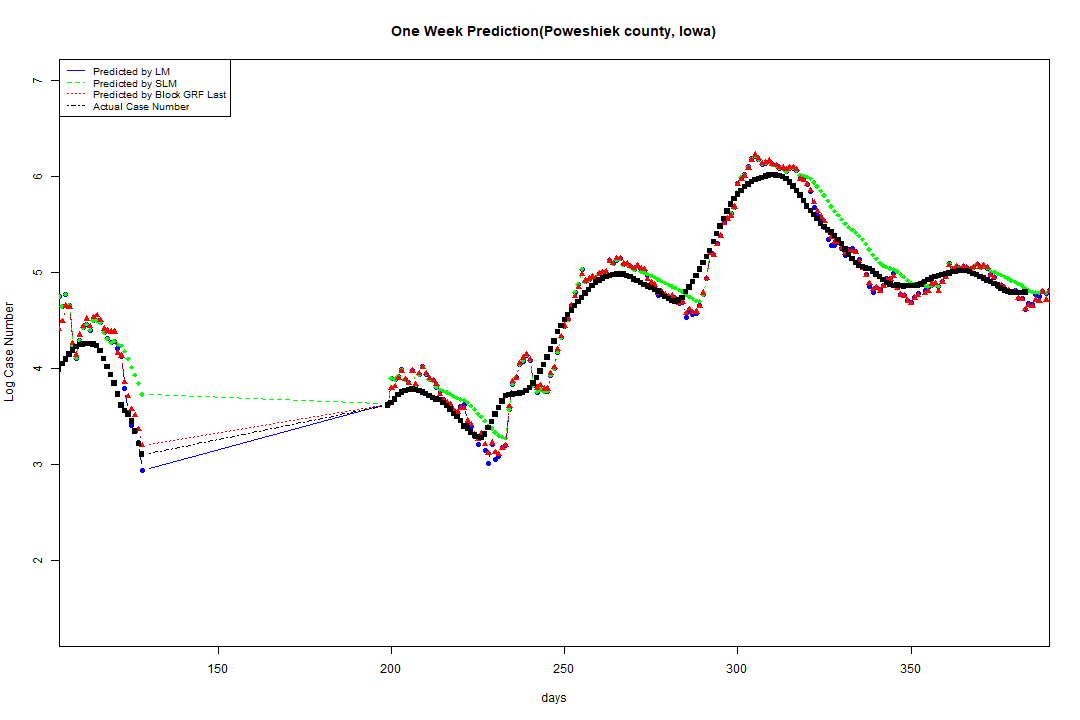 One Week Prediction(Poweshiek county, Iowa)
Predicted by LM
Predicted by SLM
Predicted by Block GRF Last
Actual Case Number
7
6
5
4
3
2
Log Case Number
150
200
250
300
350
days